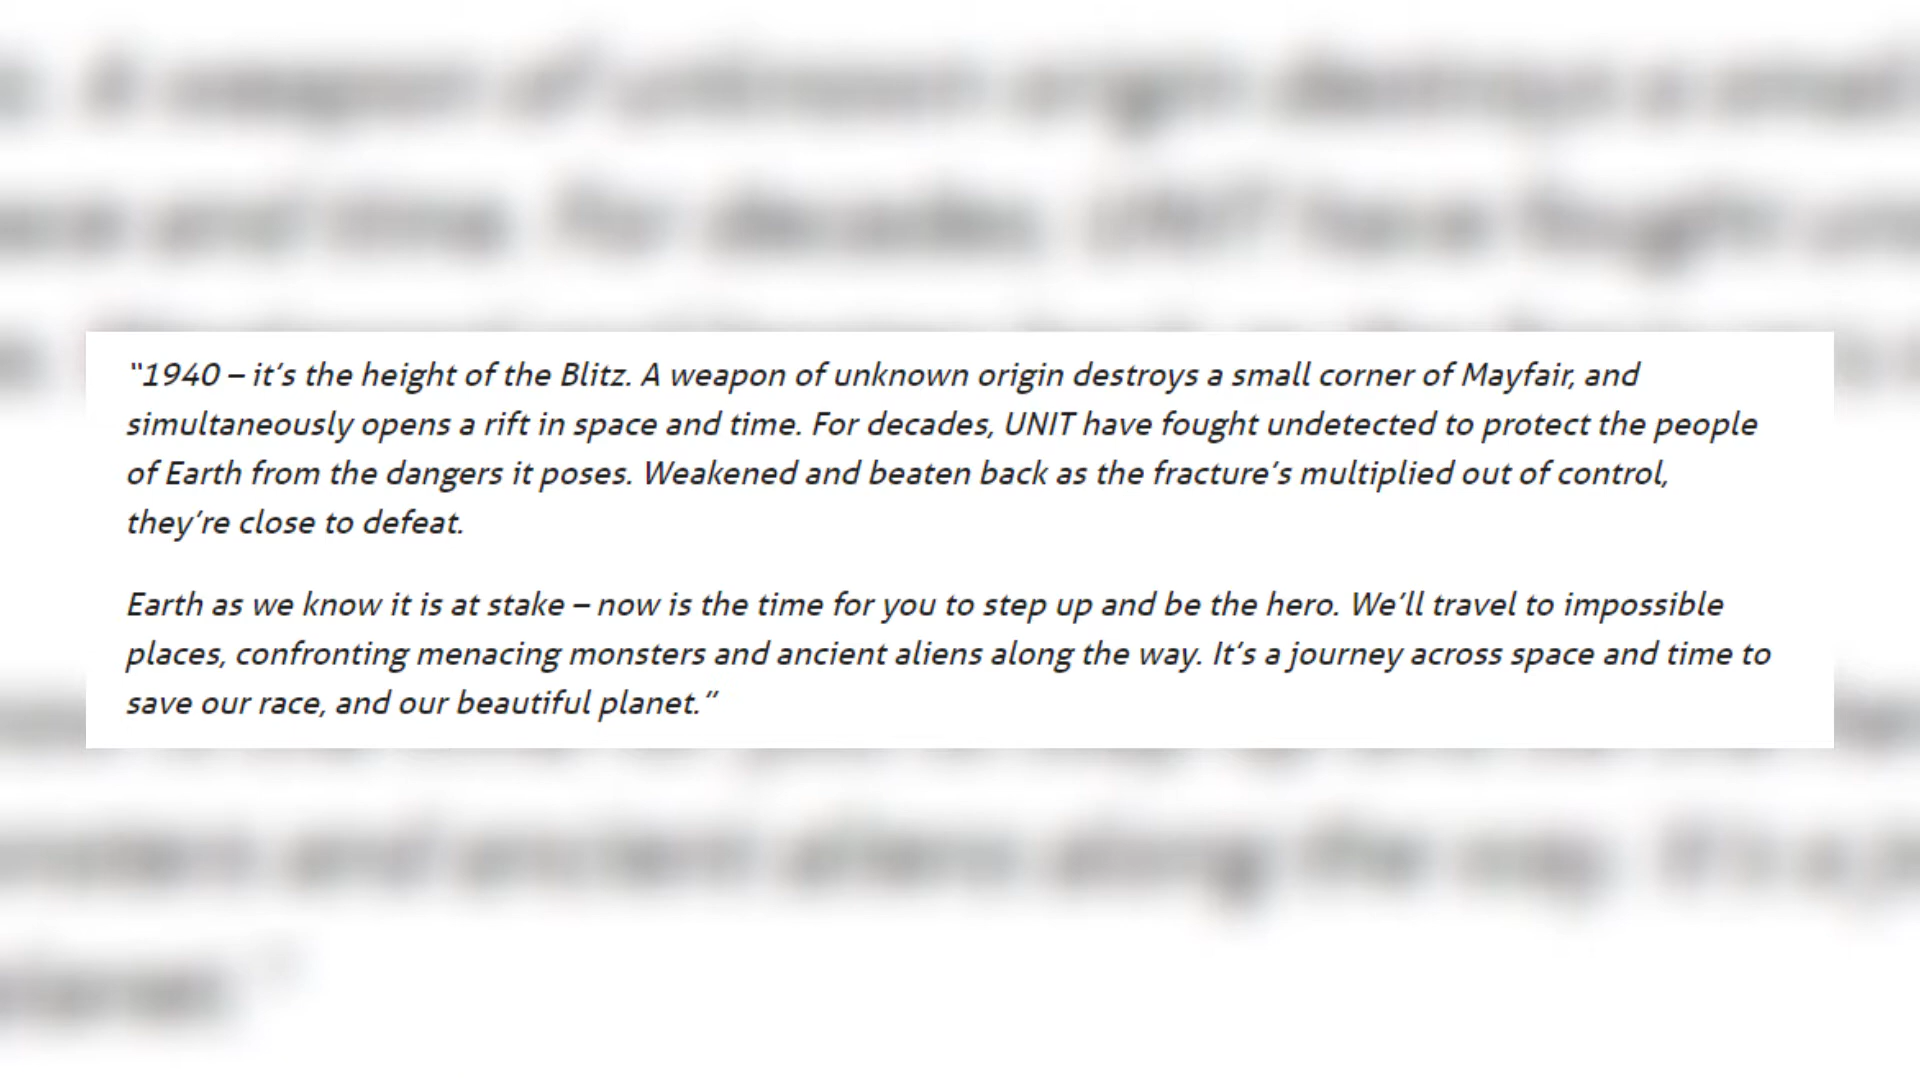 “1940 – it’s the height of the Blitz. A weapon of unknown origin destroys a small corner of Mayfair, and
simultaneously opens a rift in space and time. For decades, UNIT have fought undetected to protect the people
of Earth from the dangers it poses. Weakened and beaten back as the fracture’s multiplied out of control,
they’re close to defeat.
Earth as we know it is at stake – now is the time for you to step up and be the hero. We’ll travel to impossible
places, confronting menacing monsters and ancient aliens along the way. It’s a journey across space and time to
save our race, and our beautiful planet.”